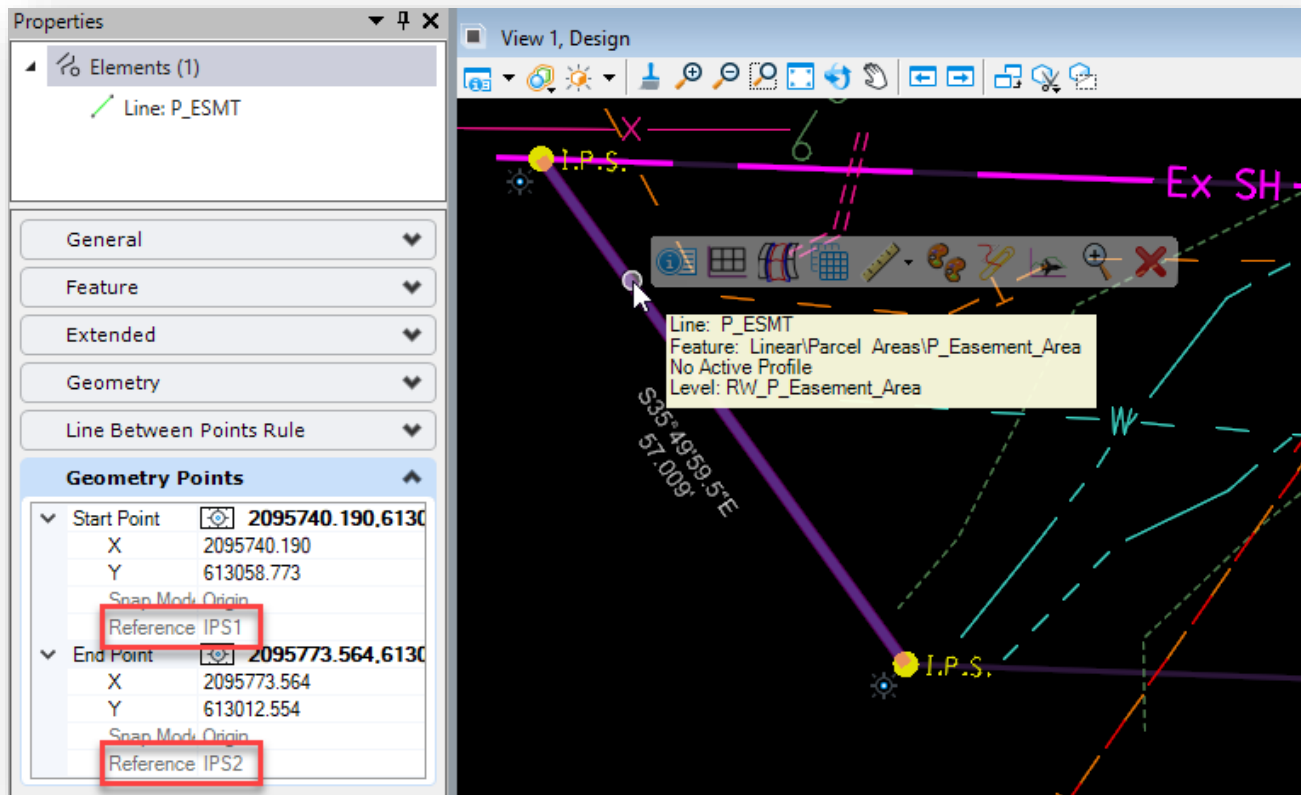 Properties
Elements (1)
Line: P_ESMT
General
Feature
Extended
Geometry
Line Between Points Rule
Geometry Points
Start Point 2095740.190,6130
X 2095740.190
Y 613058.773
Snap Mode Origin
Reference IPS1
End Point 2095773.564,6130
X 2095773.564
Y 613012.554
Snap Mode Origin
Reference IPS2
View 1, Design
X
6
I.P.S.
Ex SH
Line: P_ESMT
Feature: Linear\Parcel Areas\P_Easement_Area
No Active Profile
Level: RW_P_Easement_Area
S35°49'59.5"E
57.009'
W
I.P.S.